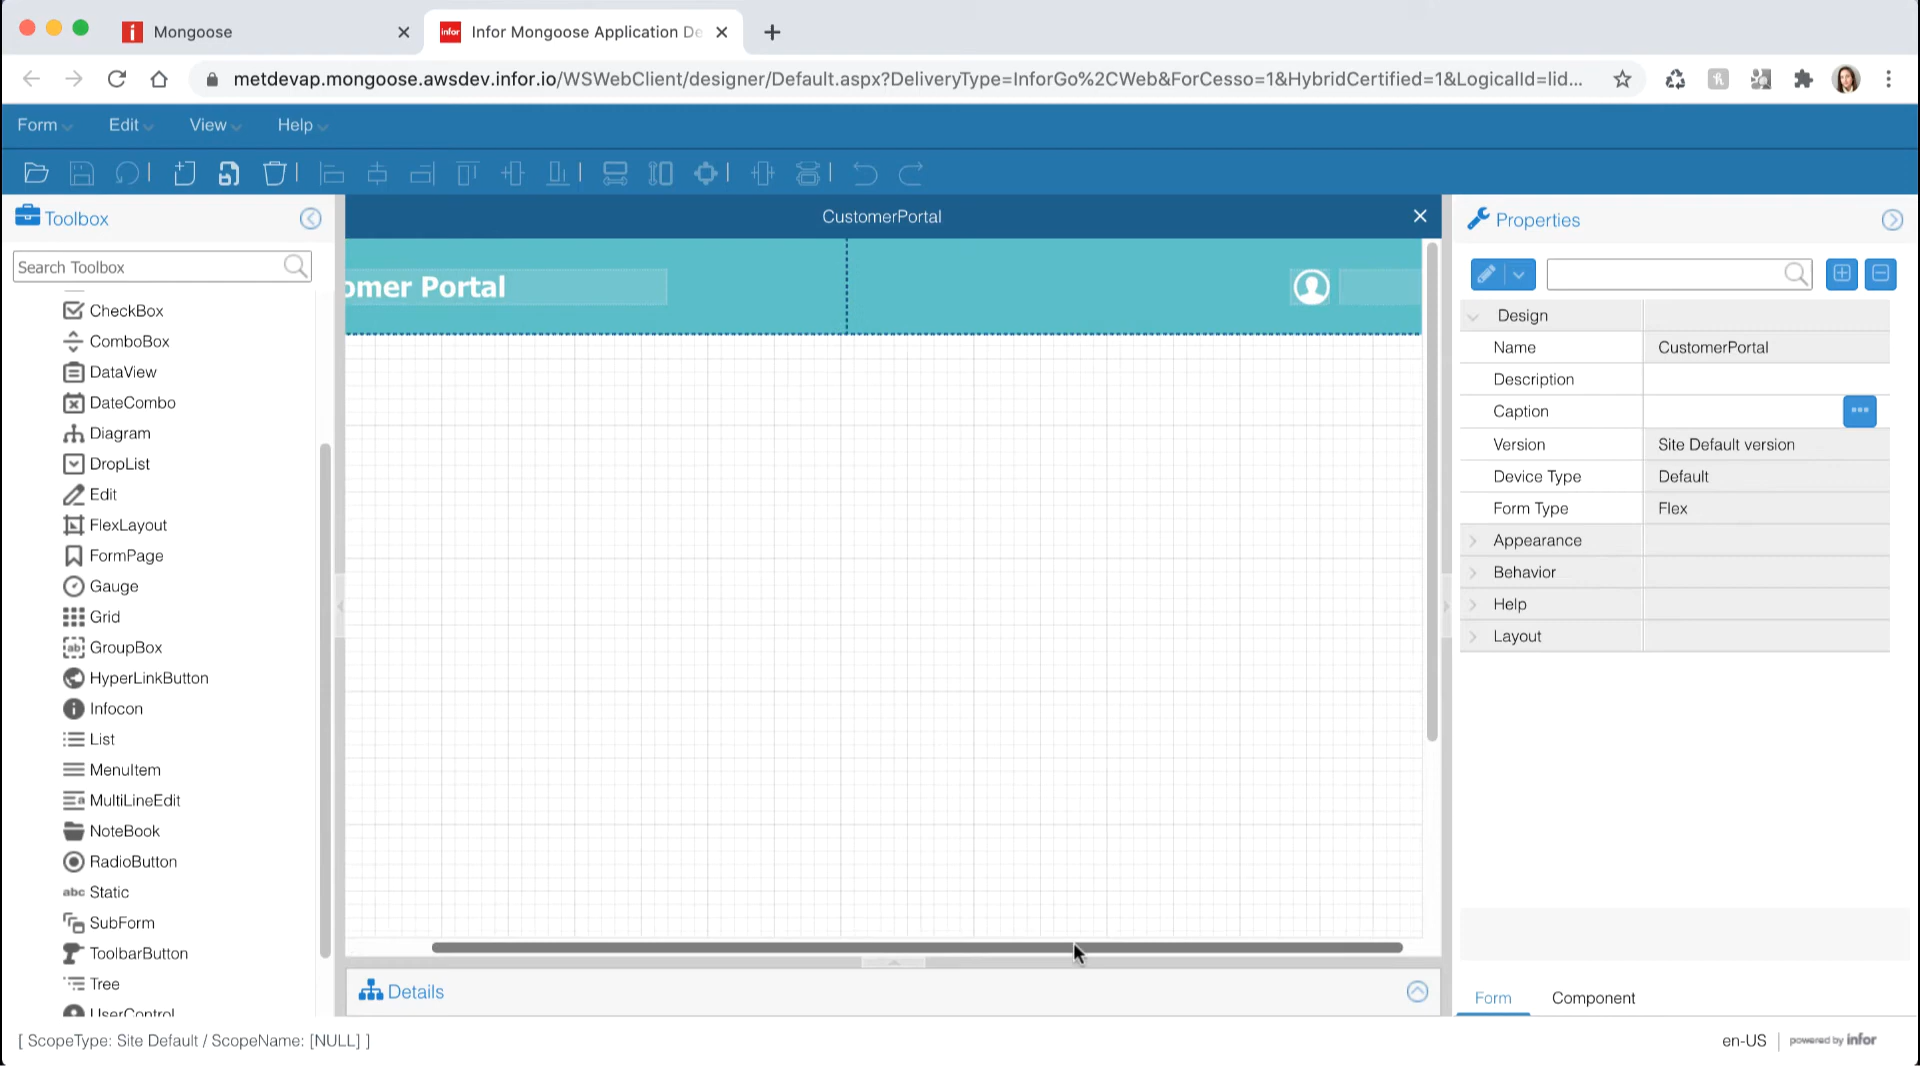 Mongoose
infor
Infor Mongoose Application De
metdevap.mongoose.awsdev.infor.io/WSWebClient/designer/Default.aspx?DeliveryType=InforGo%2CWeb&ForCesso=1&HybridCertified=1&LogicalId=lid...
Form
Edit
View
Help
Toolbox
CustomerPortal
Properties
Search Toolbox
CheckBox
ComboBox
DataView
DateCombo
Diagram
DropList
Edit
FlexLayout
FormPage
Gauge
Grid
GroupBox
HyperLinkButton
Infocon
List
MenuItem
MultiLineEdit
NoteBook
RadioButton
abc Static
SubForm
ToolbarButton
Tree
UserControl
omer Portal
Design
Name CustomerPortal
Description
Caption
Version Site Default version
Device Type Default
Form Type Flex
Appearance
Behavior
Help
Layout
Details
Form Component
[ ScopeType: Site Default / ScopeName: [NULL] ]
en-US
powered by infor